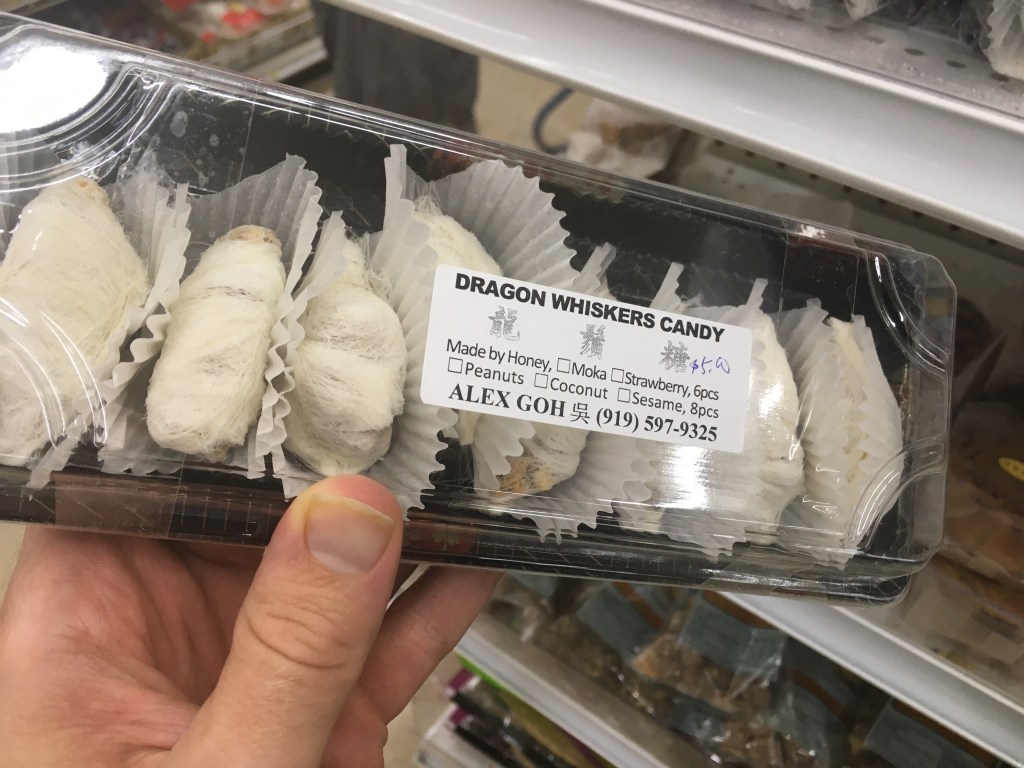 DRAGON WHISKERS CANDY
龍 鬚 糖 $5.00
Made by Honey, ☐Moka ☐Strawberry, 6pcs
☐Peanuts ☐Coconut ☐Sesame, 8pcs
ALEX GOH 吳 (919) 597-9325